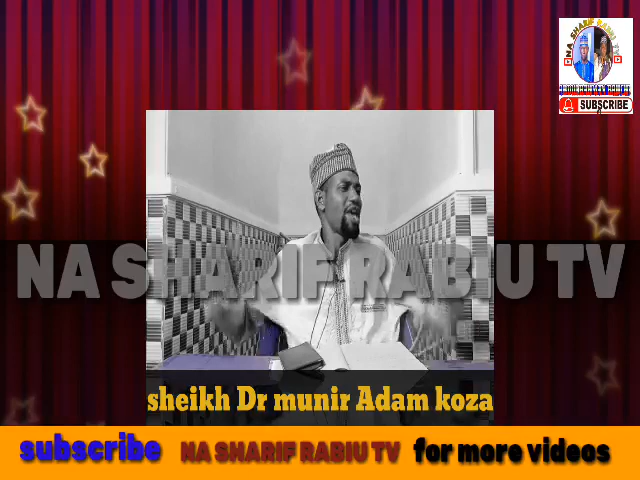 NA SHARIF RABIU TV
SUBSCRIBE
NA SHARIF RABIU TV
sheikh Dr munir Adam koza
subscribe NA SHARIF RABIU TV for more videos